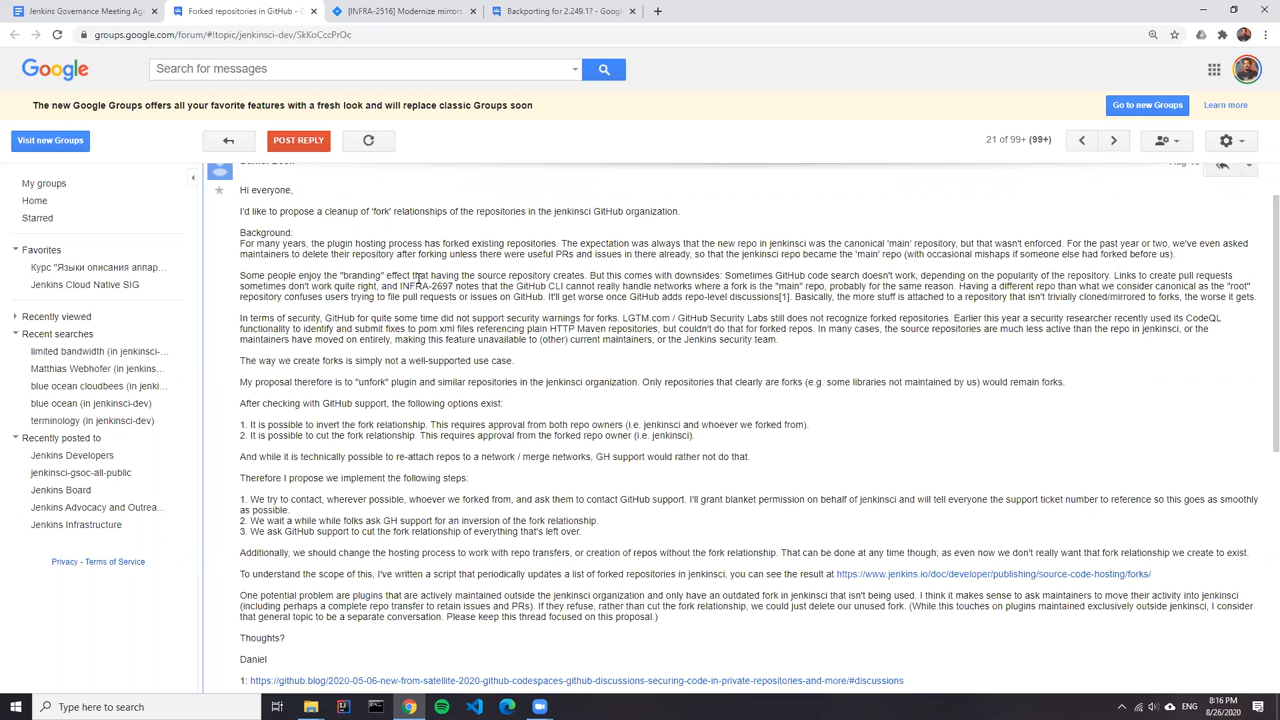 Jenkins Governance Meeting Age
Forked repositories in GitHub - G
[INFRA-2516] Modernize mirrors.
Backporting for 2.249.1? - Googl
groups.google.com/forum/#!topic/jenkinsci-dev/SkKoCccPrOc
Google
Search for messages
The new Google Groups offers all your favorite features with a fresh look and will replace classic Groups soon
Go to new Groups
Learn more
Visit new Groups
POST REPLY
21 of 99+ (99+)
My groups
Home
Starred
Favorites
Курс "Языки описания аппар...
Jenkins Cloud Native SIG
Recently viewed
Recent searches
limited bandwidth (in jenkinsci-...
Matthias Webhofer (in jenkins...
blue ocean cloudbees (in jenki...
blue ocean (in jenkinsci-dev)
terminology (in jenkinsci-dev)
Recently posted to
Jenkins Developers
jenkinsci-gsoc-all-public
Jenkins Board
Jenkins Advocacy and Outrea...
Jenkins Infrastructure
Privacy - Terms of Service
Hi everyone,
I'd like to propose a cleanup of 'fork' relationships of the repositories in the jenkinsci GitHub organization.
Background:
For many years, the plugin hosting process has forked existing repositories. The expectation was always that the new repo in jenkinsci was the canonical 'main' repository, but that wasn't enforced. For the past year or two, we've even asked
maintainers to delete their repository after forking unless there were useful PRs and issues in there already, so that the jenkinsci repo became the 'main' repo (with occasional mishaps if someone else had forked before us).
Some people enjoy the "branding" effect that having the source repository creates. But this comes with downsides: Sometimes GitHub code search doesn't work, depending on the popularity of the repository. Links to create pull requests
sometimes don't work quite right, and INFRA-2697 notes that the GitHub CLI cannot really handle networks where a fork is the "main" repo, probably for the same reason. Having a different repo than what we consider canonical as the "root"
repository confuses users trying to file pull requests or issues on GitHub. It'll get worse once GitHub adds repo-level discussions[1]. Basically, the more stuff is attached to a repository that isn't trivially cloned/mirrored to forks, the worse it gets.
In terms of security, GitHub for quite some time did not support security warnings for forks. LGTM.com / GitHub Security Labs still does not recognize forked repositories. Earlier this year a security researcher recently used its CodeQL
functionality to identify and submit fixes to pom.xml files referencing plain HTTP Maven repositories, but couldn't do that for forked repos. In many cases, the source repositories are much less active than the repo in jenkinsci, or the
maintainers have moved on entirely, making this feature unavailable to (other) current maintainers, or the Jenkins security team.
The way we create forks is simply not a well-supported use case.
My proposal therefore is to "unfork" plugin and similar repositories in the jenkinsci organization. Only repositories that clearly are forks (e.g. some libraries not maintained by us) would remain forks.
After checking with GitHub support, the following options exist:
1. It is possible to invert the fork relationship. This requires approval from both repo owners (i.e. jenkinsci and whoever we forked from).
2. It is possible to cut the fork relationship. This requires approval from the forked repo owner (i.e. jenkinsci).
And while it is technically possible to re-attach repos to a network / merge networks, GH support would rather not do that.
Therefore I propose we implement the following steps:
1. We try to contact, wherever possible, whoever we forked from, and ask them to contact GitHub support. I'll grant blanket permission on behalf of jenkinsci and will tell everyone the support ticket number to reference so this goes as smoothly
as possible.
2. We wait a while while folks ask GH support for an inversion of the fork relationship.
3. We ask GitHub support to cut the fork relationship of everything that's left over.
Additionally, we should change the hosting process to work with repo transfers, or creation of repos without the fork relationship. That can be done at any time though; as even now we don't really want that fork relationship we create to exist.
To understand the scope of this, I've written a script that periodically updates a list of forked repositories in jenkinsci, you can see the result at https://www.jenkins.io/doc/developer/publishing/source-code-hosting/forks/
One potential problem are plugins that are actively maintained outside the jenkinsci organization and only have an outdated fork in jenkinsci that isn't being used. I think it makes sense to ask maintainers to move their activity into jenkinsci
(including perhaps a complete repo transfer to retain issues and PRs). If they refuse, rather than cut the fork relationship, we could just delete our unused fork. (While this touches on plugins maintained exclusively outside jenkinsci, I consider
that general topic to be a separate conversation. Please keep this thread focused on this proposal.)
Thoughts?
Daniel
1: https://github.blog/2020-05-06-new-from-satellite-2020-github-codespaces-github-discussions-securing-code-in-private-repositories-and-more/#discussions
Type here to search
8:16 PM
8/26/2020